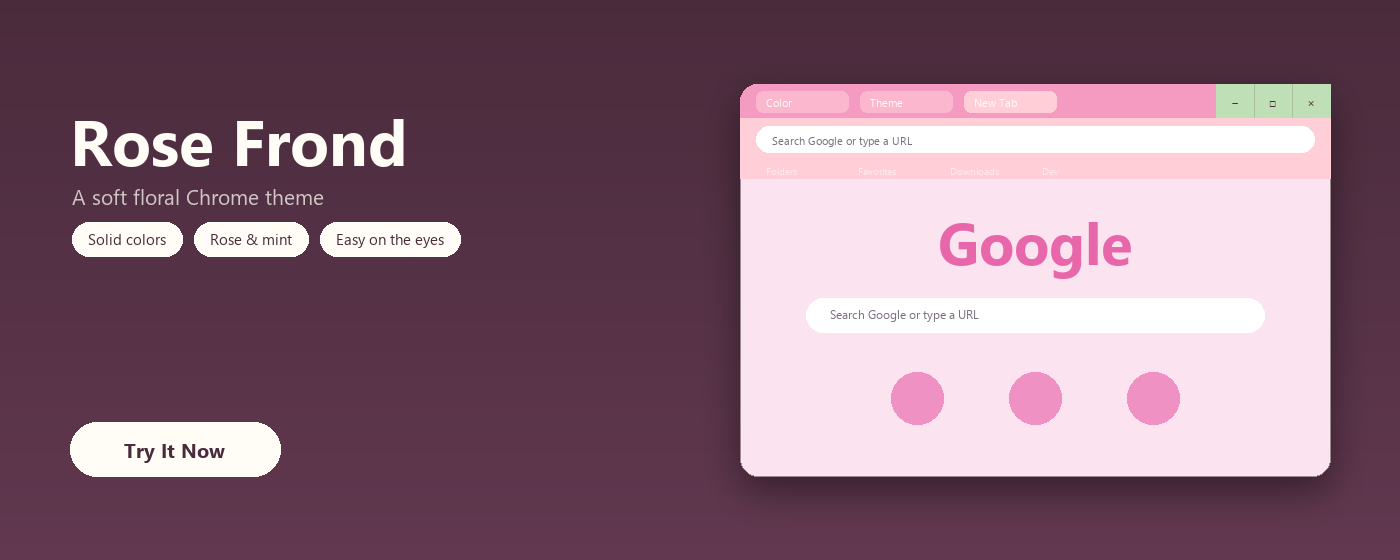 Rose Frond
A soft floral Chrome theme
Solid colors
Rose & mint
Easy on the eyes
Try It Now
Color
Theme
New Tab
Search Google or type a URL
Folders
Favorites
Downloads
Dev
Google
Search Google or type a URL